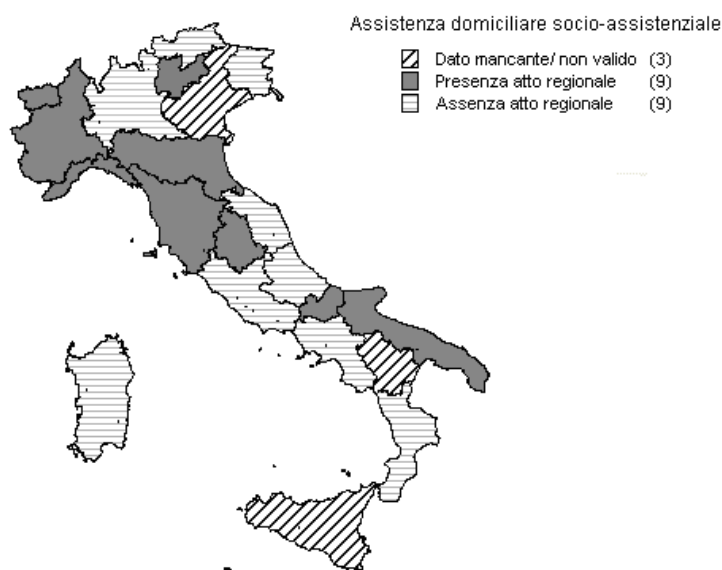 Assistenza domiciliare socio-assistenziale
Dato mancante/ non valido (3)
Presenza atto regionale (9)
Assenza atto regionale (9)